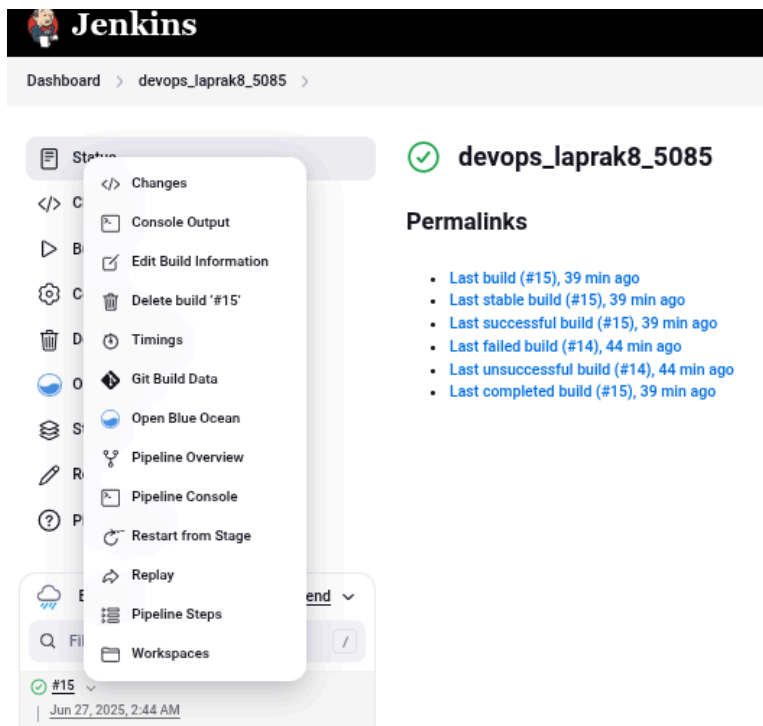 Jenkins
Dashboard > devops_laprak8_5085 >
Status
Changes
Console Output
Edit Build Information
Delete build '#15'
Timings
Git Build Data
Open Blue Ocean
Pipeline Overview
Pipeline Console
Restart from Stage
Replay
Pipeline Steps
Workspaces
end
/
#15
Jun 27, 2025, 2:44 AM
devops_laprak8_5085
Permalinks
Last build (#15), 39 min ago
Last stable build (#15), 39 min ago
Last successful build (#15), 39 min ago
Last failed build (#14), 44 min ago
Last unsuccessful build (#14), 44 min ago
Last completed build (#15), 39 min ago